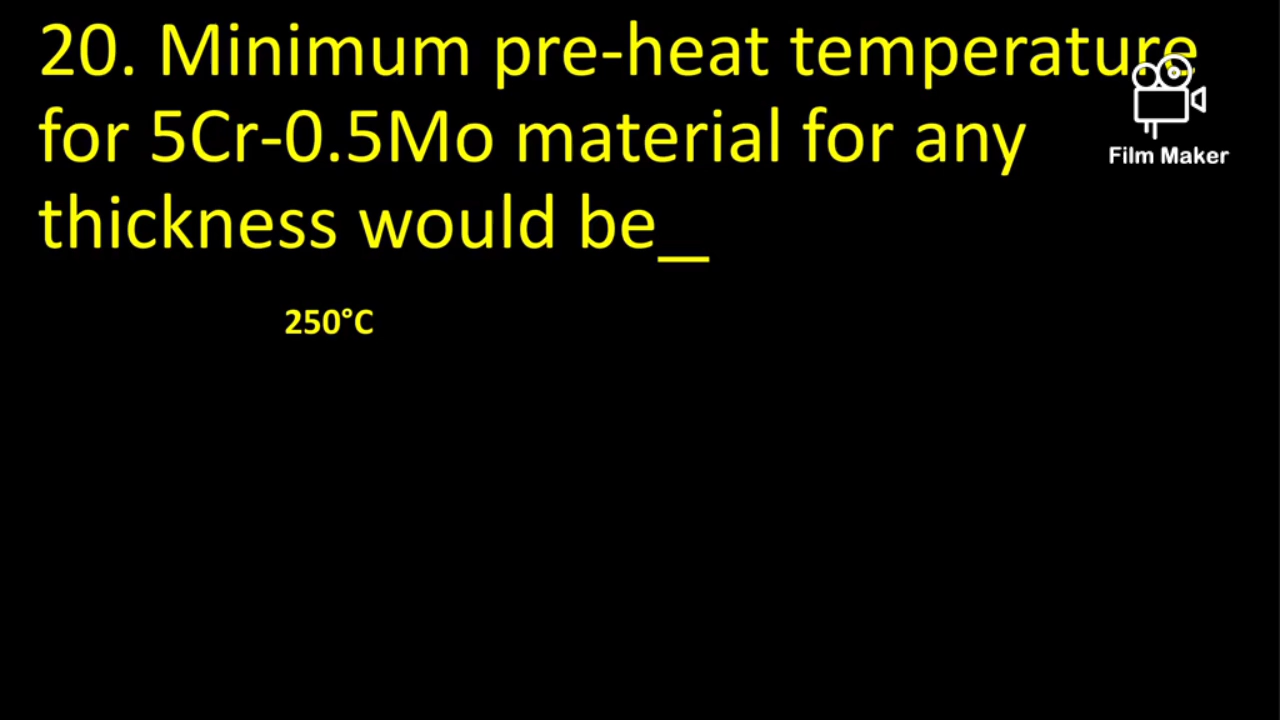 20. Minimum pre-heat temperature
for 5Cr-0.5Mo material for any
thickness would be_
Film Maker
250°C